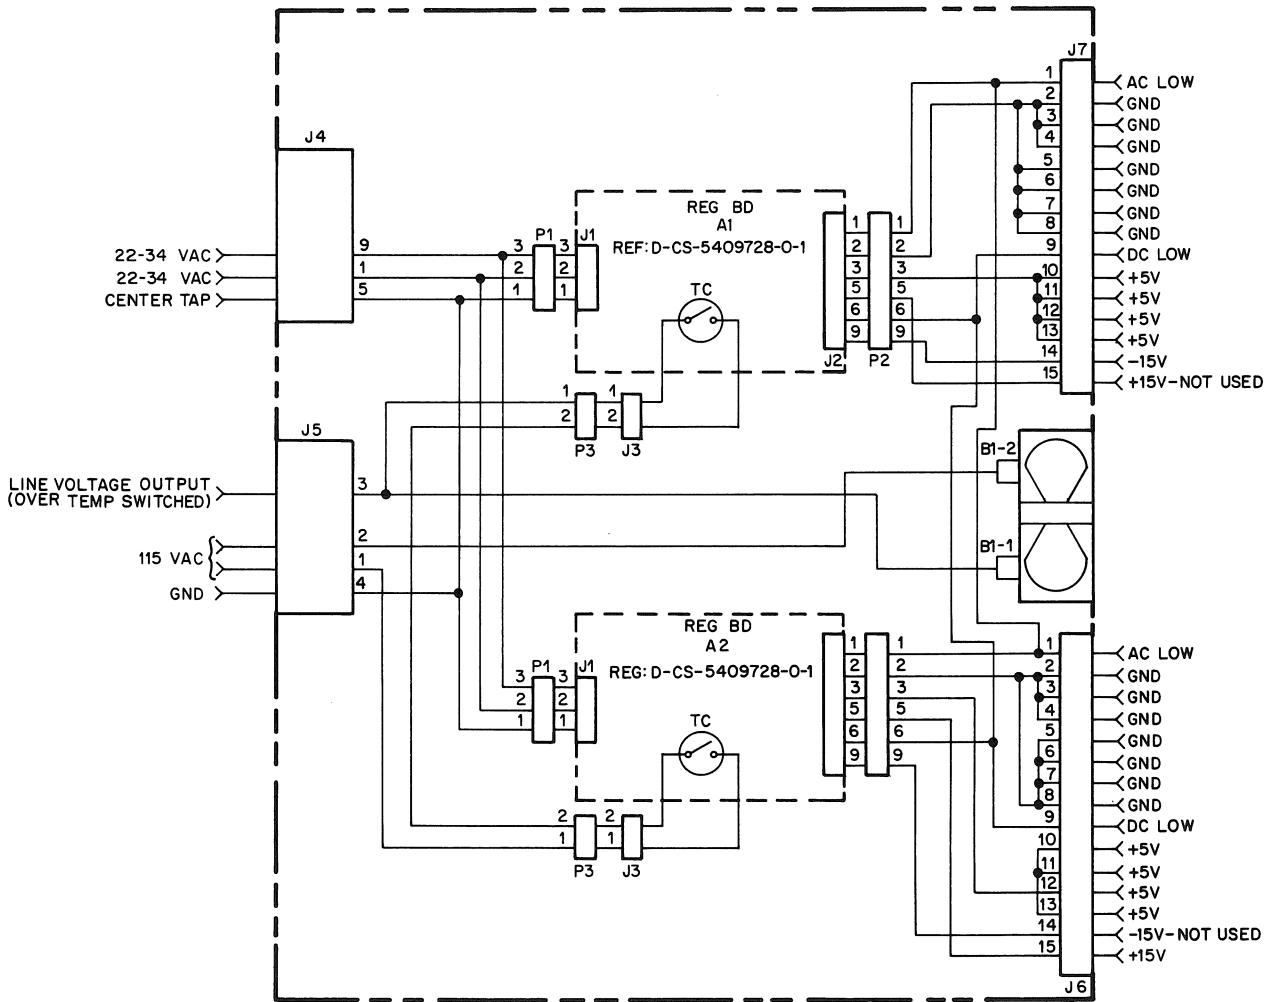 J7
1 AC LOW
2 GND
3 GND
4 GND
5 GND
6 GND
7 GND
8 GND
9 DC LOW
10 +5V
11 +5V
12 +5V
13 +5V
14 -15V
15 +15V-NOT USED
J4
22-34 VAC 9
22-34 VAC 1
CENTER TAP 5
P1 J1
3 3
2 2
1 1
REG BD
A1
REF: D-CS-5409728-0-1
TC
1 1
2 2
3 3
5 5
6 6
9 9
J2 P2
1 1
2 2
P3 J3
J5
LINE VOLTAGE OUTPUT
(OVER TEMP SWITCHED)
3
2
115 VAC
1
GND 4
B1-2
B1-1
REG BD
A2
REG: D-CS-5409728-0-1
P1 J1
3 3
2 2
1 1
TC
1 1
2 2
3 3
5 5
6 6
9 9
2 2
1 1
P3 J3
1 AC LOW
2 GND
3 GND
4 GND
5 GND
6 GND
7 GND
8 GND
9 DC LOW
10 +5V
11 +5V
12 +5V
13 +5V
14 -15V-NOT USED
15 +15V
J6